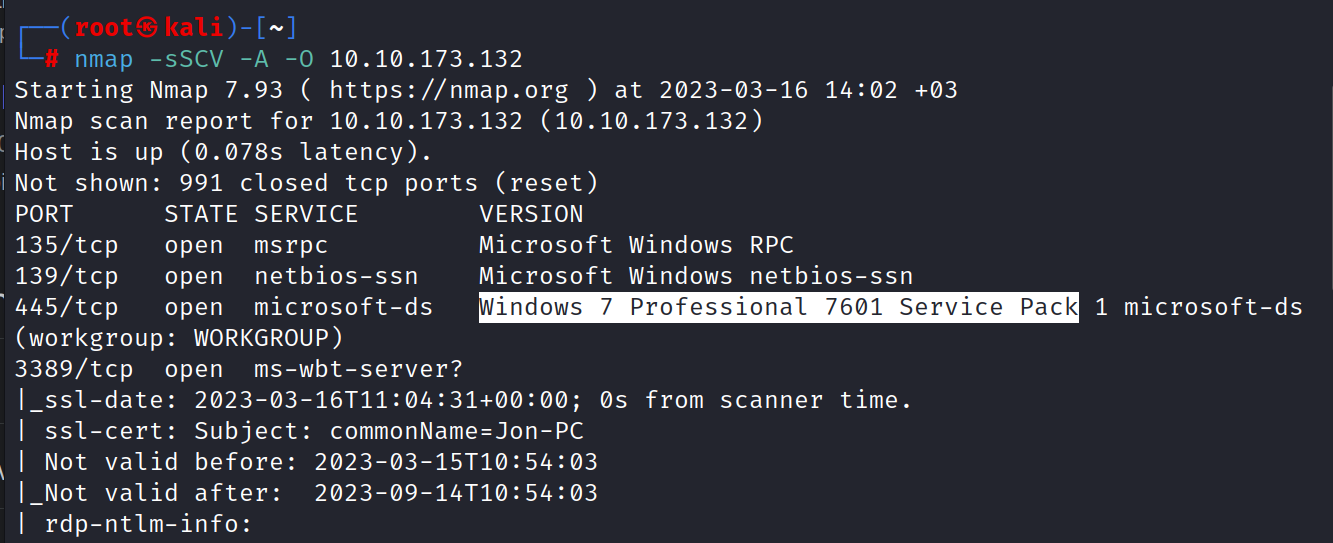 ┌──(root㉿kali)-[~]
└─# nmap -sSCV -A -O 10.10.173.132
Starting Nmap 7.93 ( https://nmap.org ) at 2023-03-16 14:02 +03
Nmap scan report for 10.10.173.132 (10.10.173.132)
Host is up (0.078s latency).
Not shown: 991 closed tcp ports (reset)
PORT     STATE SERVICE       VERSION
135/tcp  open  msrpc         Microsoft Windows RPC
139/tcp  open  netbios-ssn   Microsoft Windows netbios-ssn
445/tcp  open  microsoft-ds  Windows 7 Professional 7601 Service Pack 1 microsoft-ds
(workgroup: WORKGROUP)
3389/tcp open  ms-wbt-server?
|_ssl-date: 2023-03-16T11:04:31+00:00; 0s from scanner time.
| ssl-cert: Subject: commonName=Jon-PC
| Not valid before: 2023-03-15T10:54:03
|_Not valid after:  2023-09-14T10:54:03
| rdp-ntlm-info: